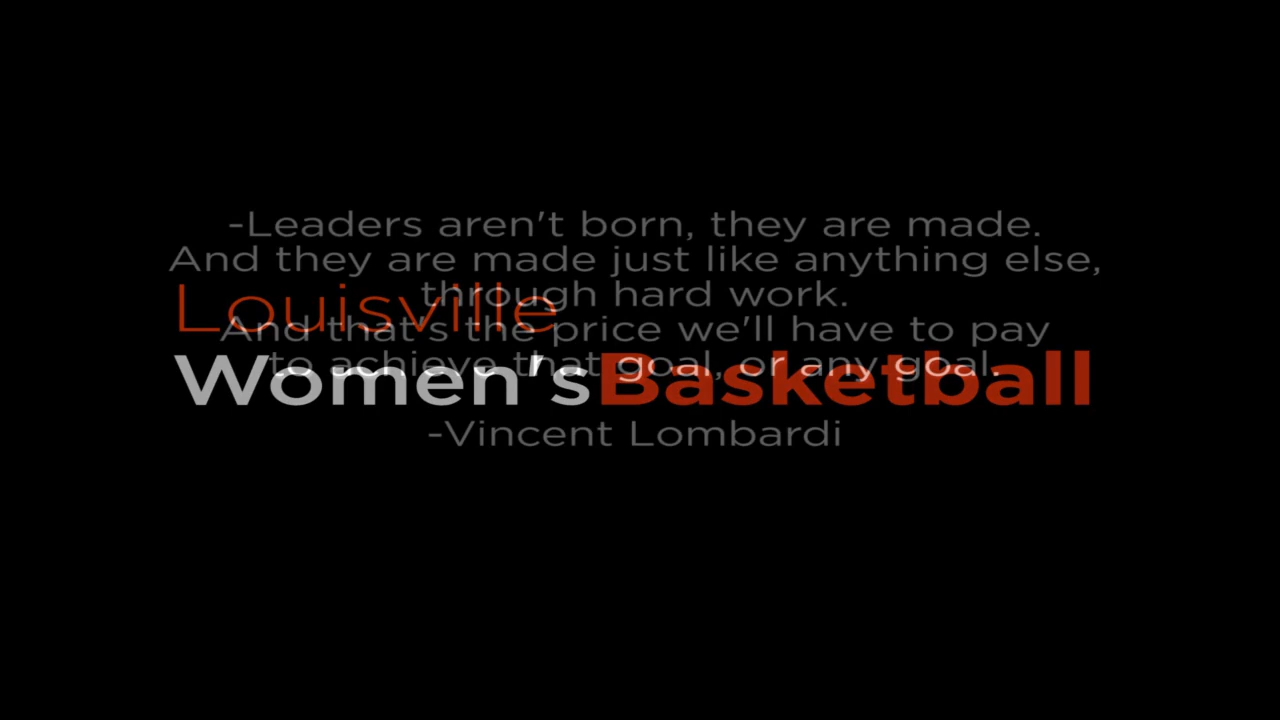 -Leaders aren't born, they are made.
And they are made just like anything else,
through hard work.
And that's the price we'll have to pay
to achieve that goal, or any goal.
-Vincent Lombardi
Louisville
Women'sBasketball